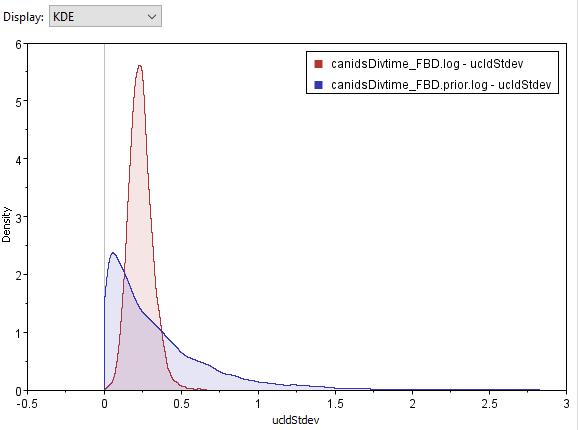 Display: KDE
canidsDivtime_FBD.log - ucldStdev
canidsDivtime_FBD.prior.log - ucldStdev
6
5
4
3
2
1
0
Density
-0.5 0 0.5 1 1.5 2 2.5 3
ucldStdev